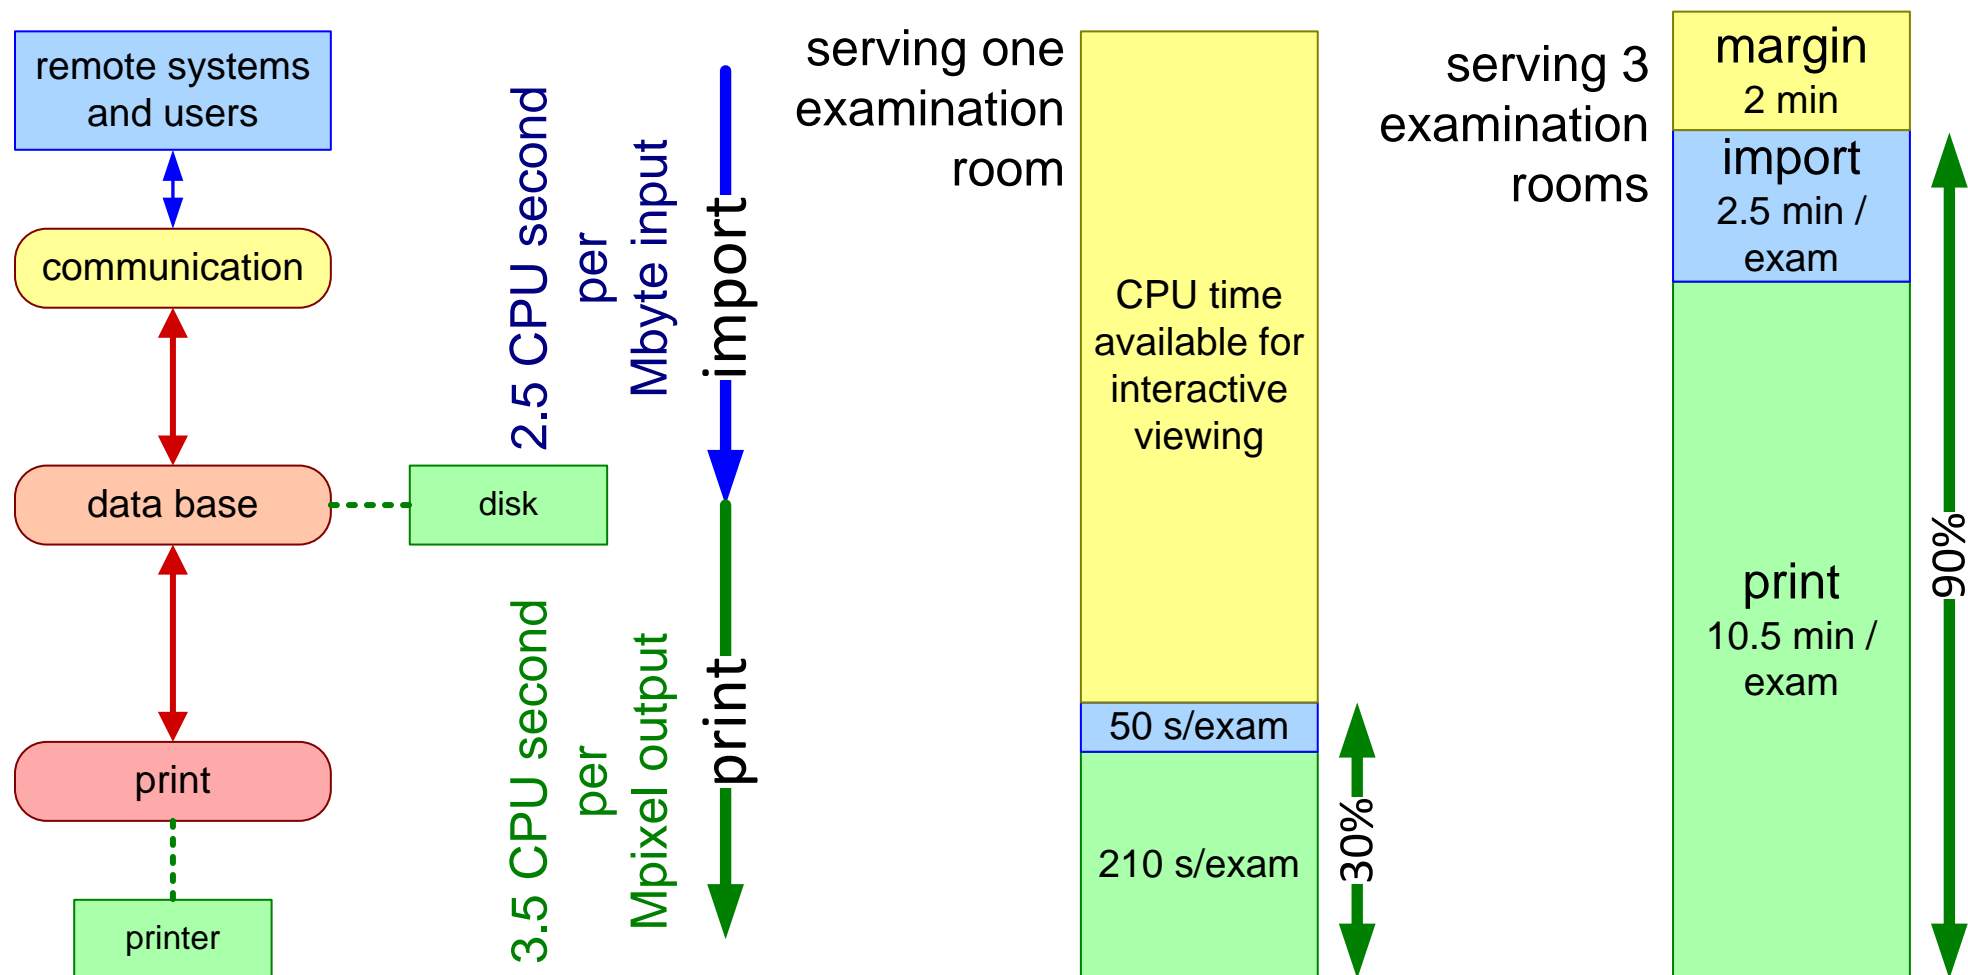 remote systems
and users
communication
data base
disk
print
printer
2.5 CPU second
per
Mbyte input
import
3.5 CPU second
per
Mpixel output
print
serving one
examination
room
CPU time
available for
interactive
viewing
50 s/exam
210 s/exam
30%
serving 3
examination
rooms
margin
2 min
import
2.5 min /
exam
print
10.5 min /
exam
90%